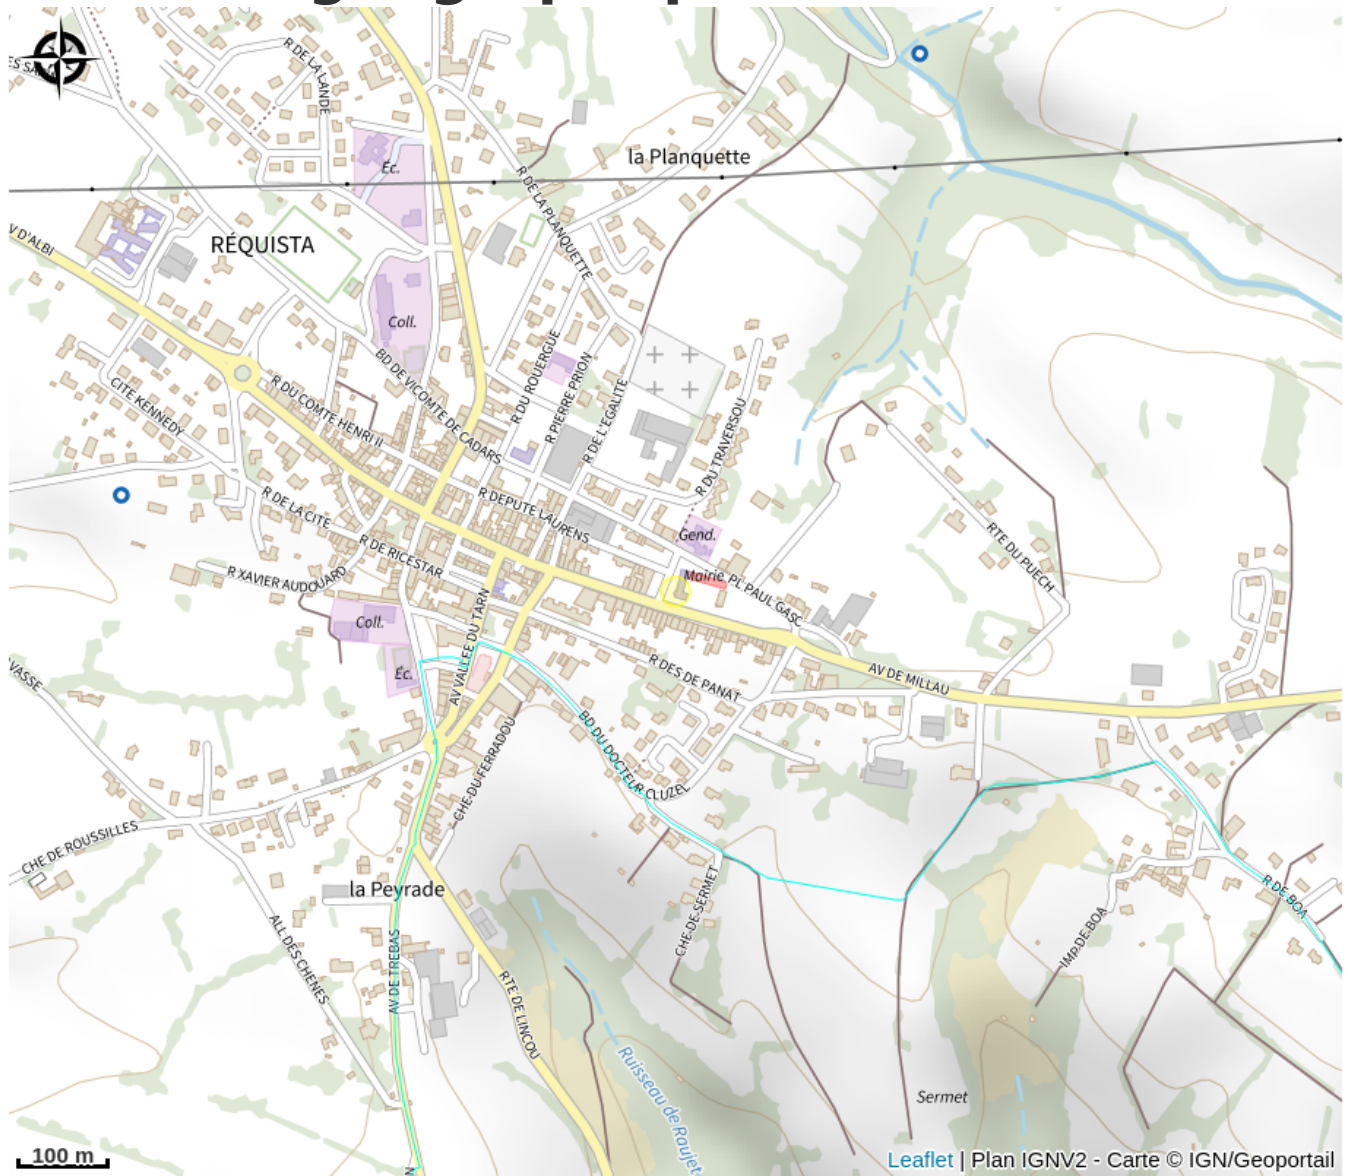 R DE LA LANDE
Éc.
la Planquette
R DE LA PLANQUETTE
V D'ALBI
RÉQUISTA
Coll.
BD DE VICOMTE DE CADARS
R DU ROUERGUE
R PIERRE PRION
R DE L'EGALITE
R DU TRAVERSOU
CITE KENNEDY
R DU COMTE HENRI II
R DE LA CITE
R DEPUTE LAURENS
R DE RICESTAR
Gend.
RTE DU PUECH
R XAVIER AUDOUARD
Mairie
PL PAUL GASC
Coll.
AV VALLEE DU TARN
Éc.
R DES DE PANAT
AV DE MILLAU
VASSE
BD DU DOCTEUR CLUZEL
CHE DU FERRADOU
CHE DE ROUSSILLES
la Peyrade
CHE DE SERMET
R DE BOA
IMP DE BOA
ALL DES CHENES
AV DE TREBAS
RTE DE LINCOU
Ruisseau de Raujet
Sermet
100 m
N
Leaflet | Plan IGNV2 - Carte © IGN/Geoportail